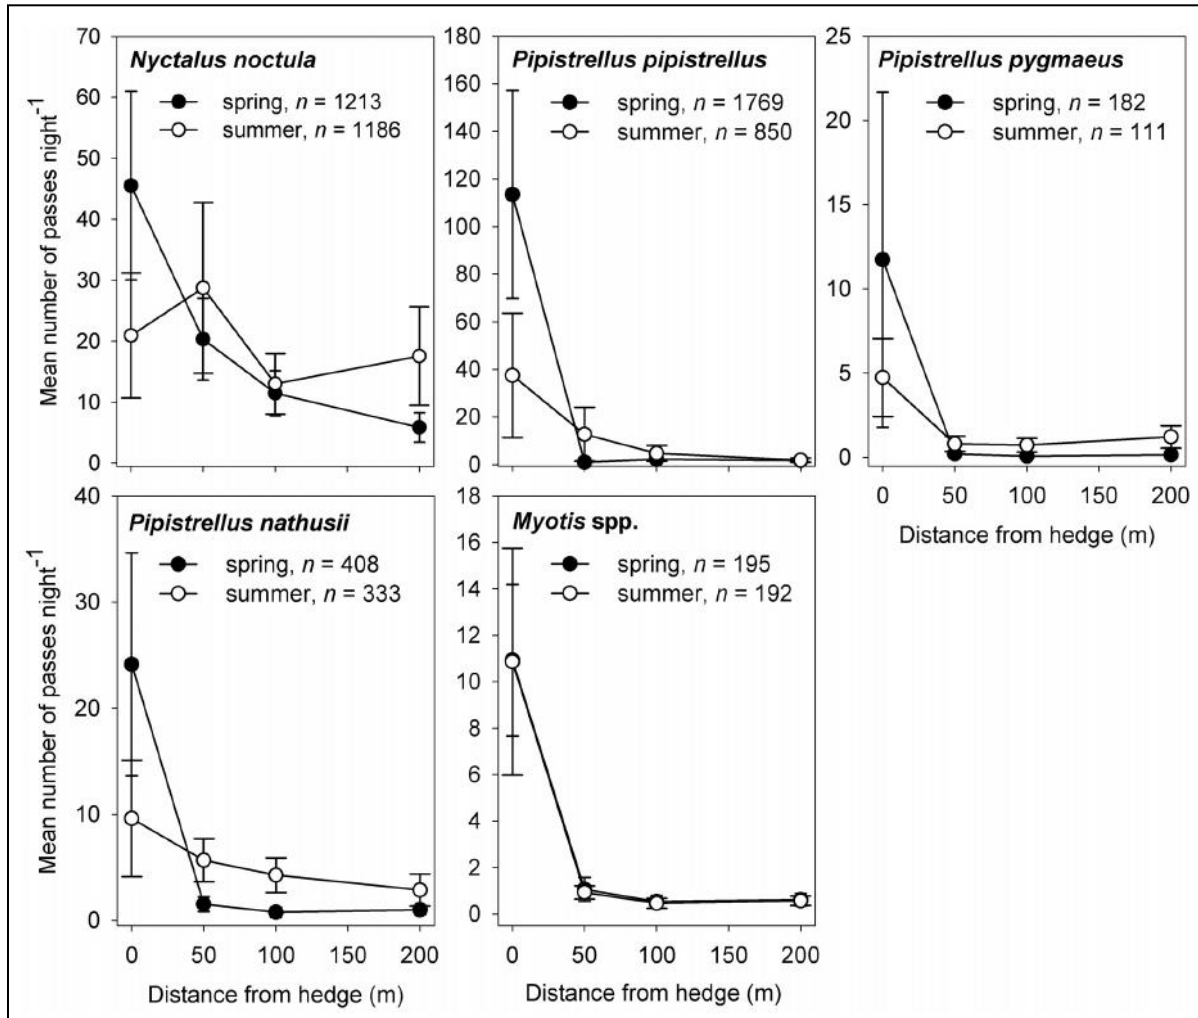 Mean number of passes night⁻¹
70
60
50
40
30
20
10
0
Nyctalus noctula
spring, n = 1213
summer, n = 1186
180
160
140
120
100
80
60
40
20
0
Pipistrellus pipistrellus
spring, n = 1769
summer, n = 850
25
20
15
10
5
0
Pipistrellus pygmaeus
spring, n = 182
summer, n = 111
0 50 100 150 200
Distance from hedge (m)
Mean number of passes night⁻¹
40
30
20
10
0
Pipistrellus nathusii
spring, n = 408
summer, n = 333
0 50 100 150 200
Distance from hedge (m)
18
16
14
12
10
8
6
4
2
0
Myotis spp.
spring, n = 195
summer, n = 192
0 50 100 150 200
Distance from hedge (m)